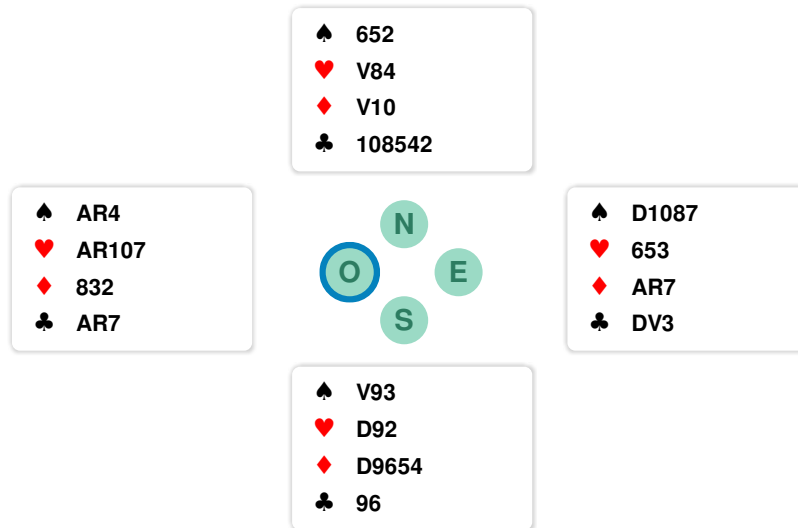 ♠ 652
♥ V84
♦ V10
♣ 108542
♠ AR4
♥ AR107
♦ 832
♣ AR7
N
O E
S
♠ D1087
♥ 653
♦ AR7
♣ DV3
♠ V93
♥ D92
♦ D9654
♣ 96